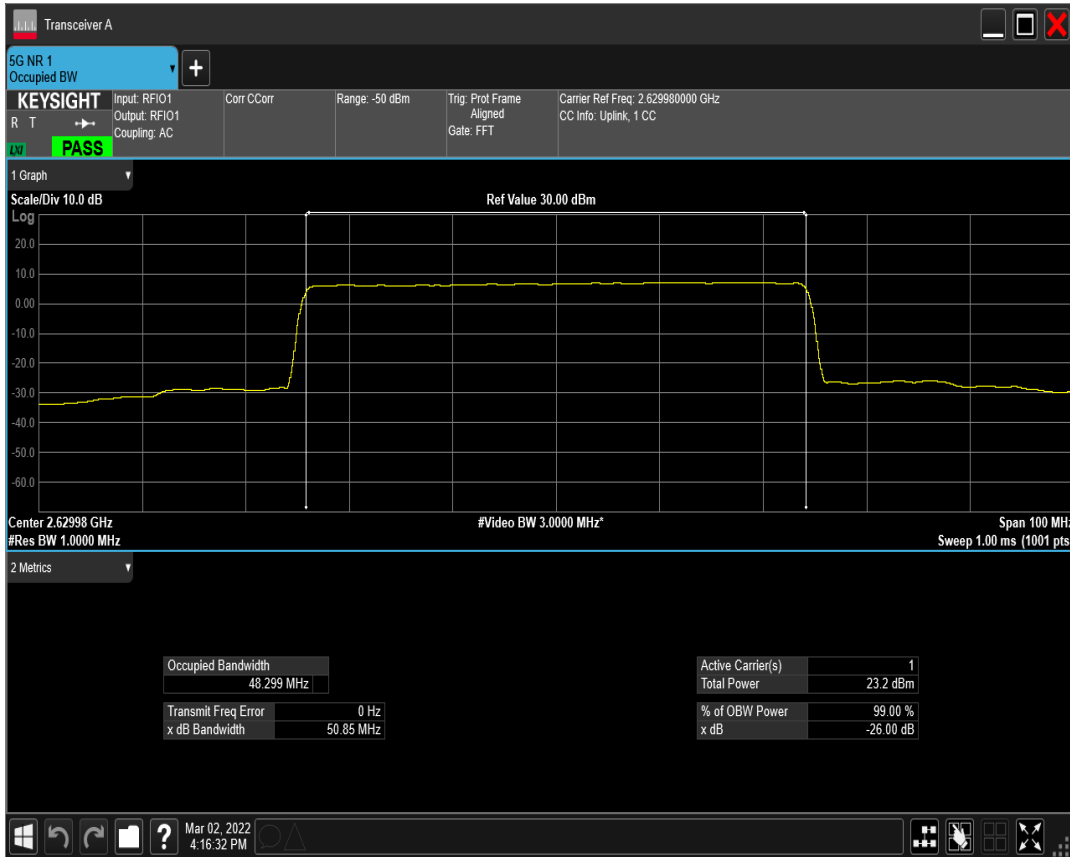 Transceiver A
5G NR 1
Occupied BW
KEYSIGHT
R T
LXI
PASS
Input: RFIO1
Output: RFIO1
Coupling: AC
Corr CCorr
Range: -50 dBm
Trig: Prot Frame
Aligned
Gate: FFT
Carrier Ref Freq: 2.629980000 GHz
CC Info: Uplink, 1 CC
1 Graph
Scale/Div 10.0 dB
Ref Value 30.00 dBm
Log
20.0
10.0
0.00
-10.0
-20.0
-30.0
-40.0
-50.0
-60.0
Center 2.62998 GHz
#Video BW 3.0000 MHz*
Span 100 MHz
#Res BW 1.0000 MHz
Sweep 1.00 ms (1001 pts
2 Metrics
Occupied Bandwidth
48.299 MHz
Transmit Freq Error 0 Hz
x dB Bandwidth 50.85 MHz
Active Carrier(s) 1
Total Power 23.2 dBm
% of OBW Power 99.00 %
x dB -26.00 dB
Mar 02, 2022
4:16:32 PM